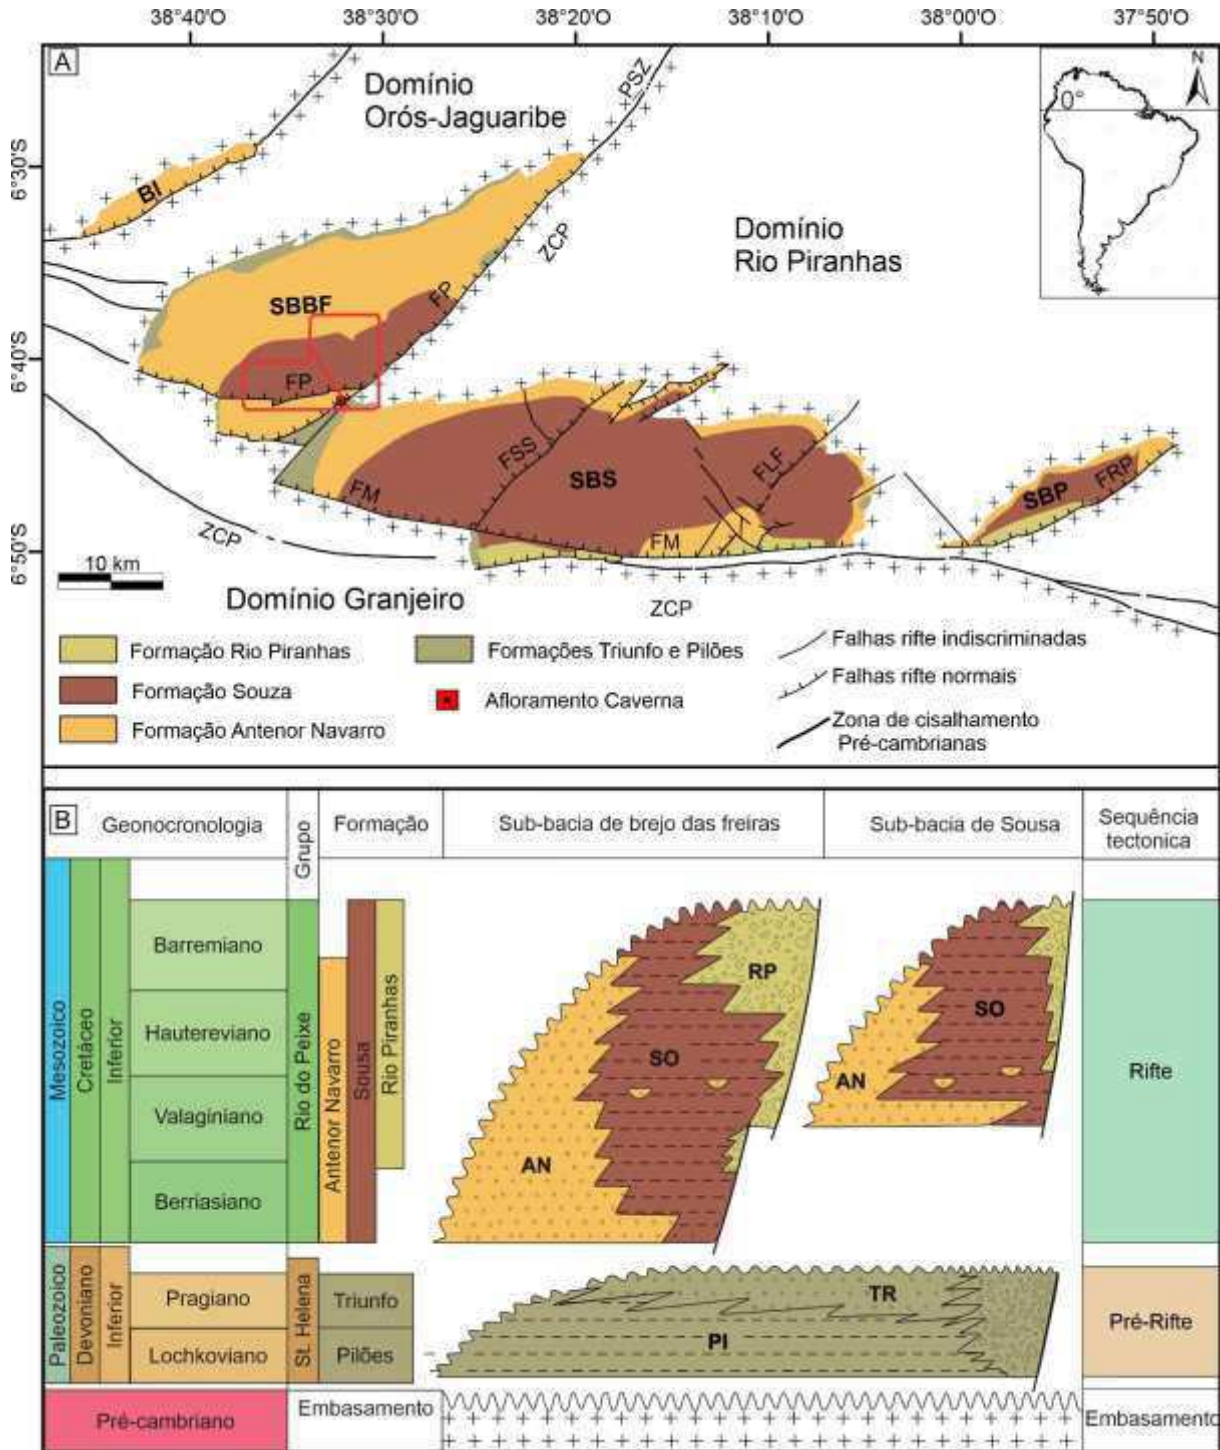 38°40'O
38°30'O
38°20'O
38°10'O
38°00'O
37°50'O
A
N
0°
Domínio
Orós-Jaguaribe
PSZ
6°30'S
BI
ZCP
Domínio
Rio Piranhas
SBBF
FP
6°40'S
FP
FSS
FLF
SBS
FM
SBP
FRP
FM
ZCP
6°50'S
10 km
ZCP
Domínio Granjeiro
Formação Rio Piranhas
Formações Triunfo e Pilões
Falhas rifte indiscriminadas
Formação Souza
Afloramento Caverna
Falhas rifte normais
Formação Antenor Navarro
Zona de cisalhamento
Pré-cambrianas
B
Geonocronologia
Grupo
Formação
Sub-bacia de brejo das freiras
Sub-bacia de Sousa
Sequência
tectonica
Mesozoico
Cretáceo
Inferior
Barremiano
Hautereviano
Valaginiano
Berriasiano
Rio do Peixe
Antenor Navarro
Sousa
Rio Piranhas
RP
SO
AN
SO
AN
Rifte
Paleozoico
Devoniano
Inferior
Pragiano
Lochkoviano
St. Helena
Triunfo
Pilões
TR
PI
Pré-Rifte
Pré-cambriano
Embasamento
Embasamento